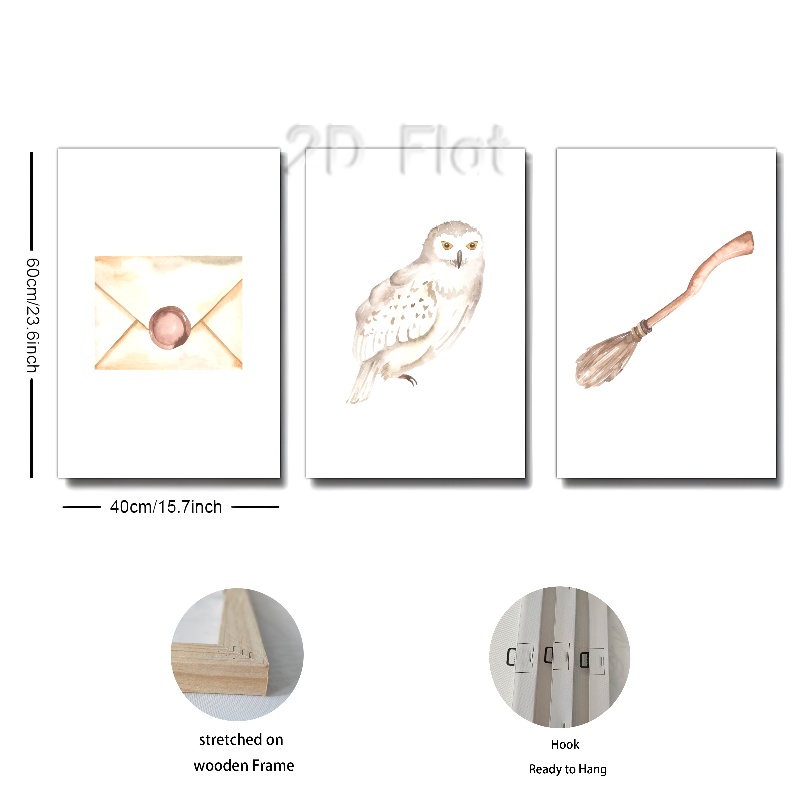 2D Flat
60cm/23.6inch
40cm/15.7inch
stretched on
wooden Frame
Hook
Ready to Hang